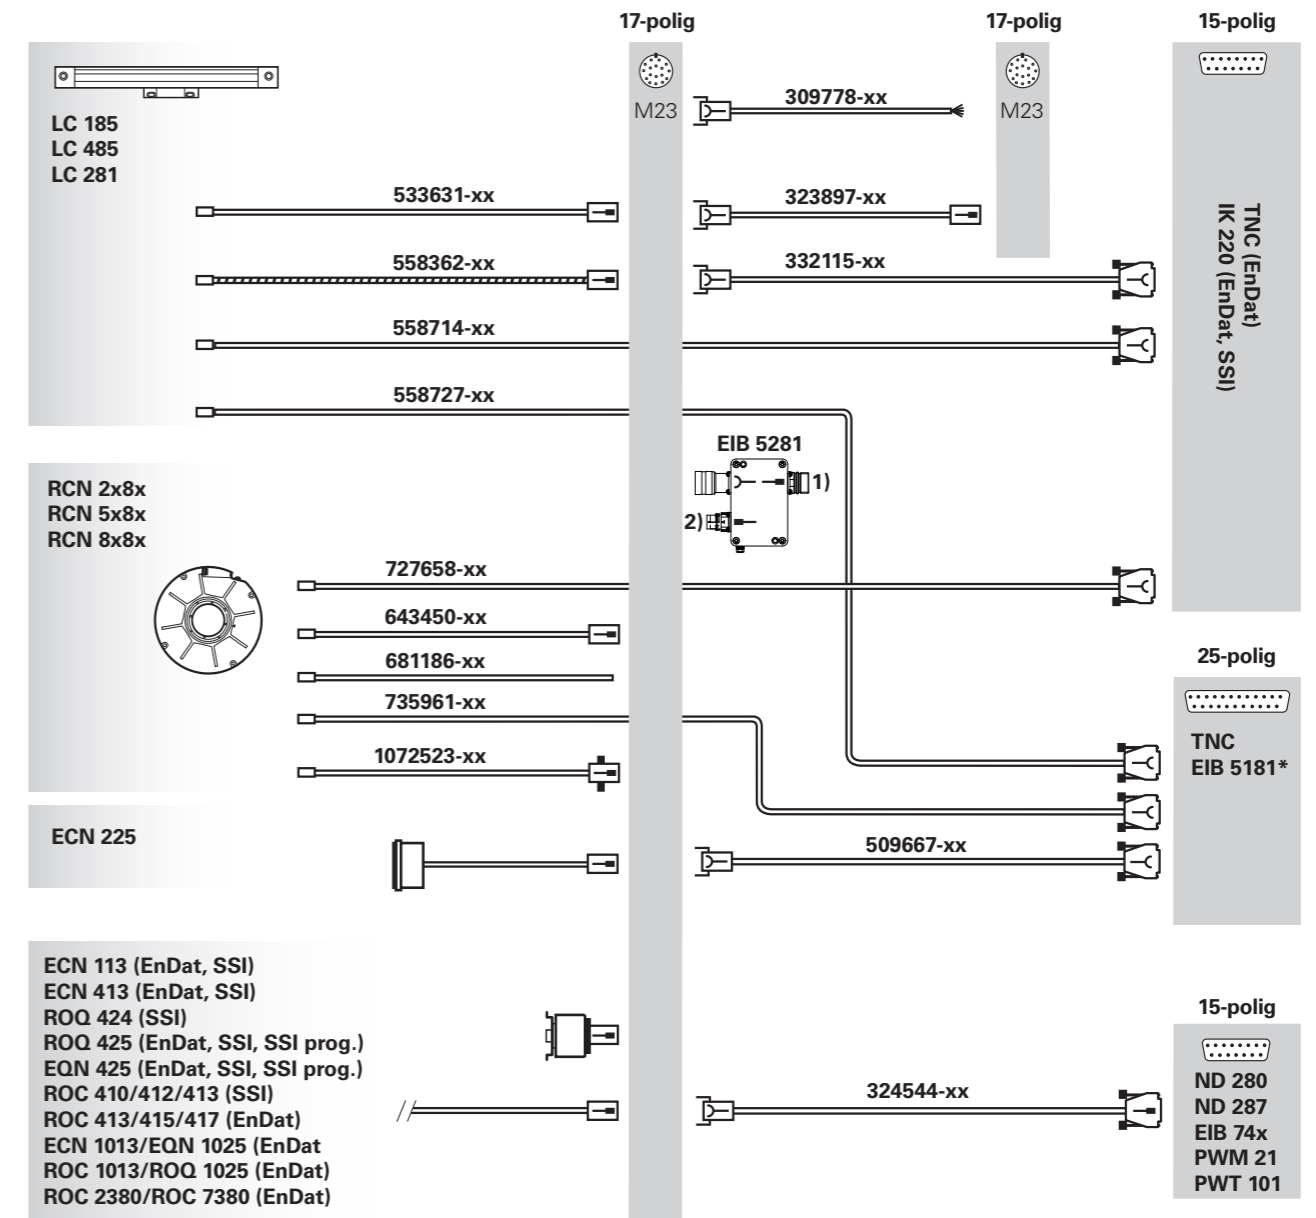 17-polig
17-polig
15-polig
M23
M23
LC 185
LC 485
LC 281
309778-xx
533631-xx
323897-xx
558362-xx
332115-xx
558714-xx
558727-xx
TNC (EnDat)
IK 220 (EnDat, SSI)
EIB 5281
1)
2)
RCN 2x8x
RCN 5x8x
RCN 8x8x
727658-xx
643450-xx
681186-xx
735961-xx
1072523-xx
25-polig
TNC
EIB 5181*
ECN 225
509667-xx
ECN 113 (EnDat, SSI)
ECN 413 (EnDat, SSI)
ROQ 424 (SSI)
ROQ 425 (EnDat, SSI, SSI prog.)
EQN 425 (EnDat, SSI, SSI prog.)
ROC 410/412/413 (SSI)
ROC 413/415/417 (EnDat)
ECN 1013/EQN 1025 (EnDat
ROC 1013/ROQ 1025 (EnDat)
ROC 2380/ROC 7380 (EnDat)
324544-xx
15-polig
ND 280
ND 287
EIB 74x
PWM 21
PWT 101